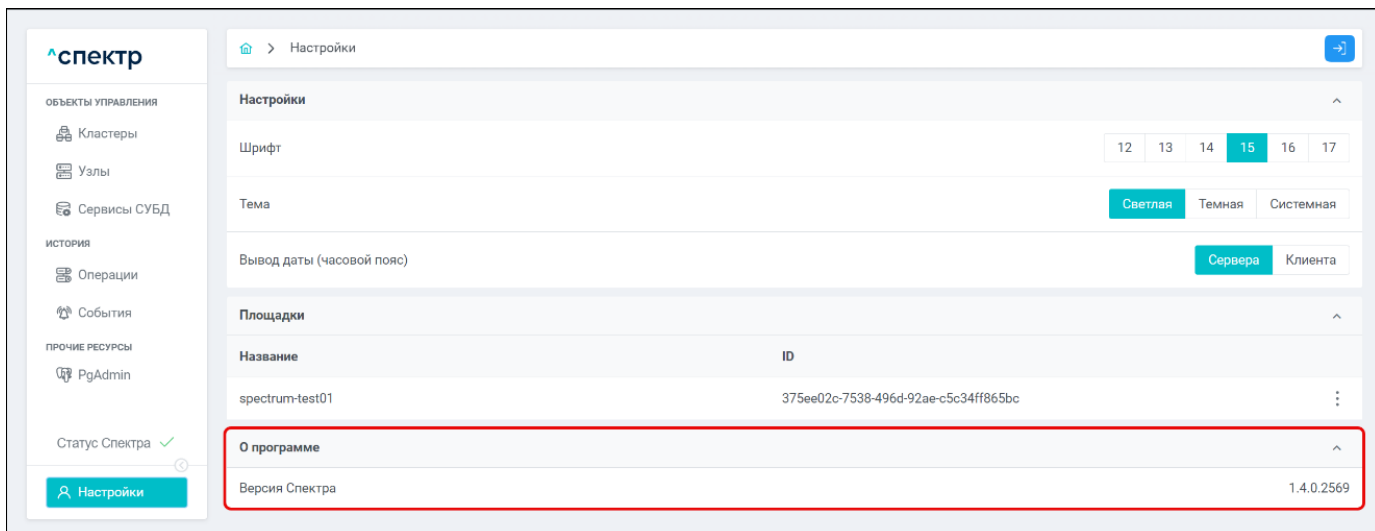 ^спектр
ОБЪЕКТЫ УПРАВЛЕНИЯ
Кластеры
Узлы
Сервисы СУБД
ИСТОРИЯ
Операции
События
ПРОЧИЕ РЕСУРСЫ
PgAdmin
Статус Спектра
Настройки
> Настройки
Настройки
Шрифт 12 13 14 15 16 17
Тема Светлая Темная Системная
Вывод даты (часовой пояс) Сервера Клиента
Площадки
Название ID
spectrum-test01 375ee02c-7538-496d-92ae-c5c34ff865bc
О программе
Версия Спектра 1.4.0.2569